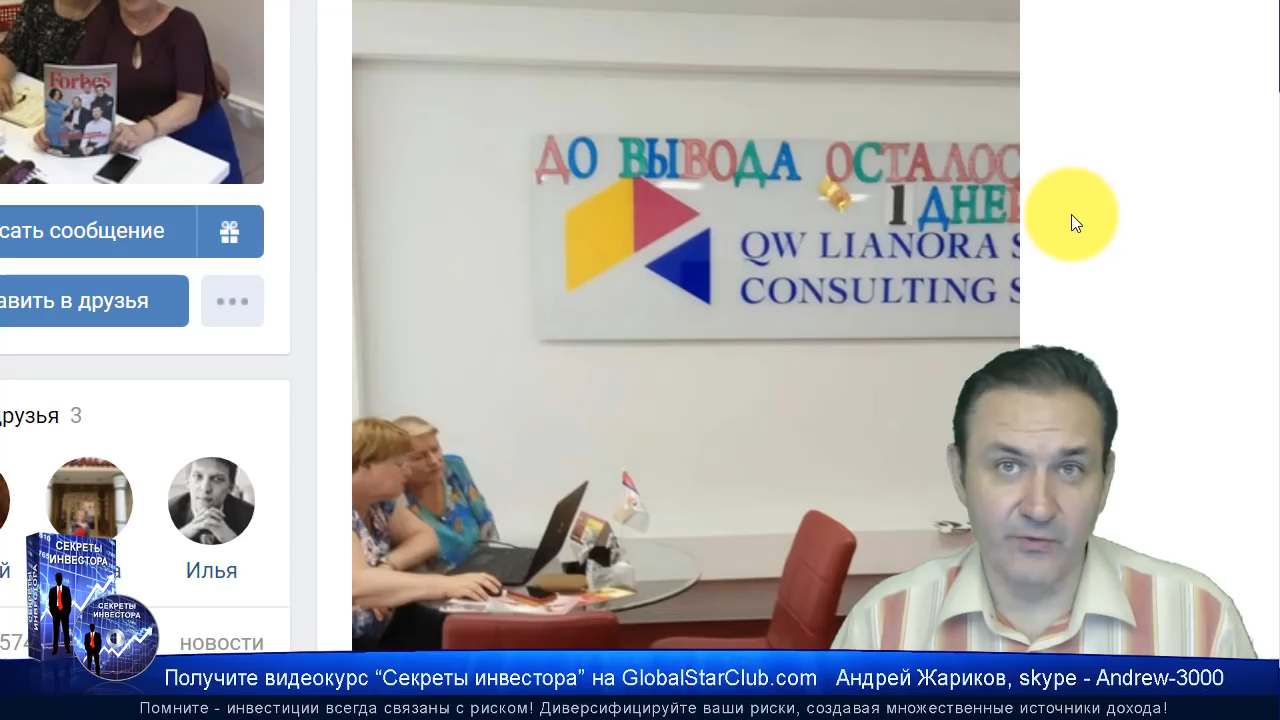 Forbes
ДО ВЫВОДА ОСТАЛОС
1 ДНЕЙ
QW LIANORA S
CONSULTING S
сать сообщение
авить в друзья
друзья 3
й
а
Илья
574
НОВОСТИ
СЕКРЕТЫ
ИНВЕСТОРА
СЕКРЕТЫ
ИНВЕСТОРА
Получите видеокурс “Секреты инвестора” на GlobalStarClub.com Андрей Жариков, skype - Andrew-3000
Помните - инвестиции всегда связаны с риском! Диверсифицируйте ваши риски, создавая множественные источники дохода!